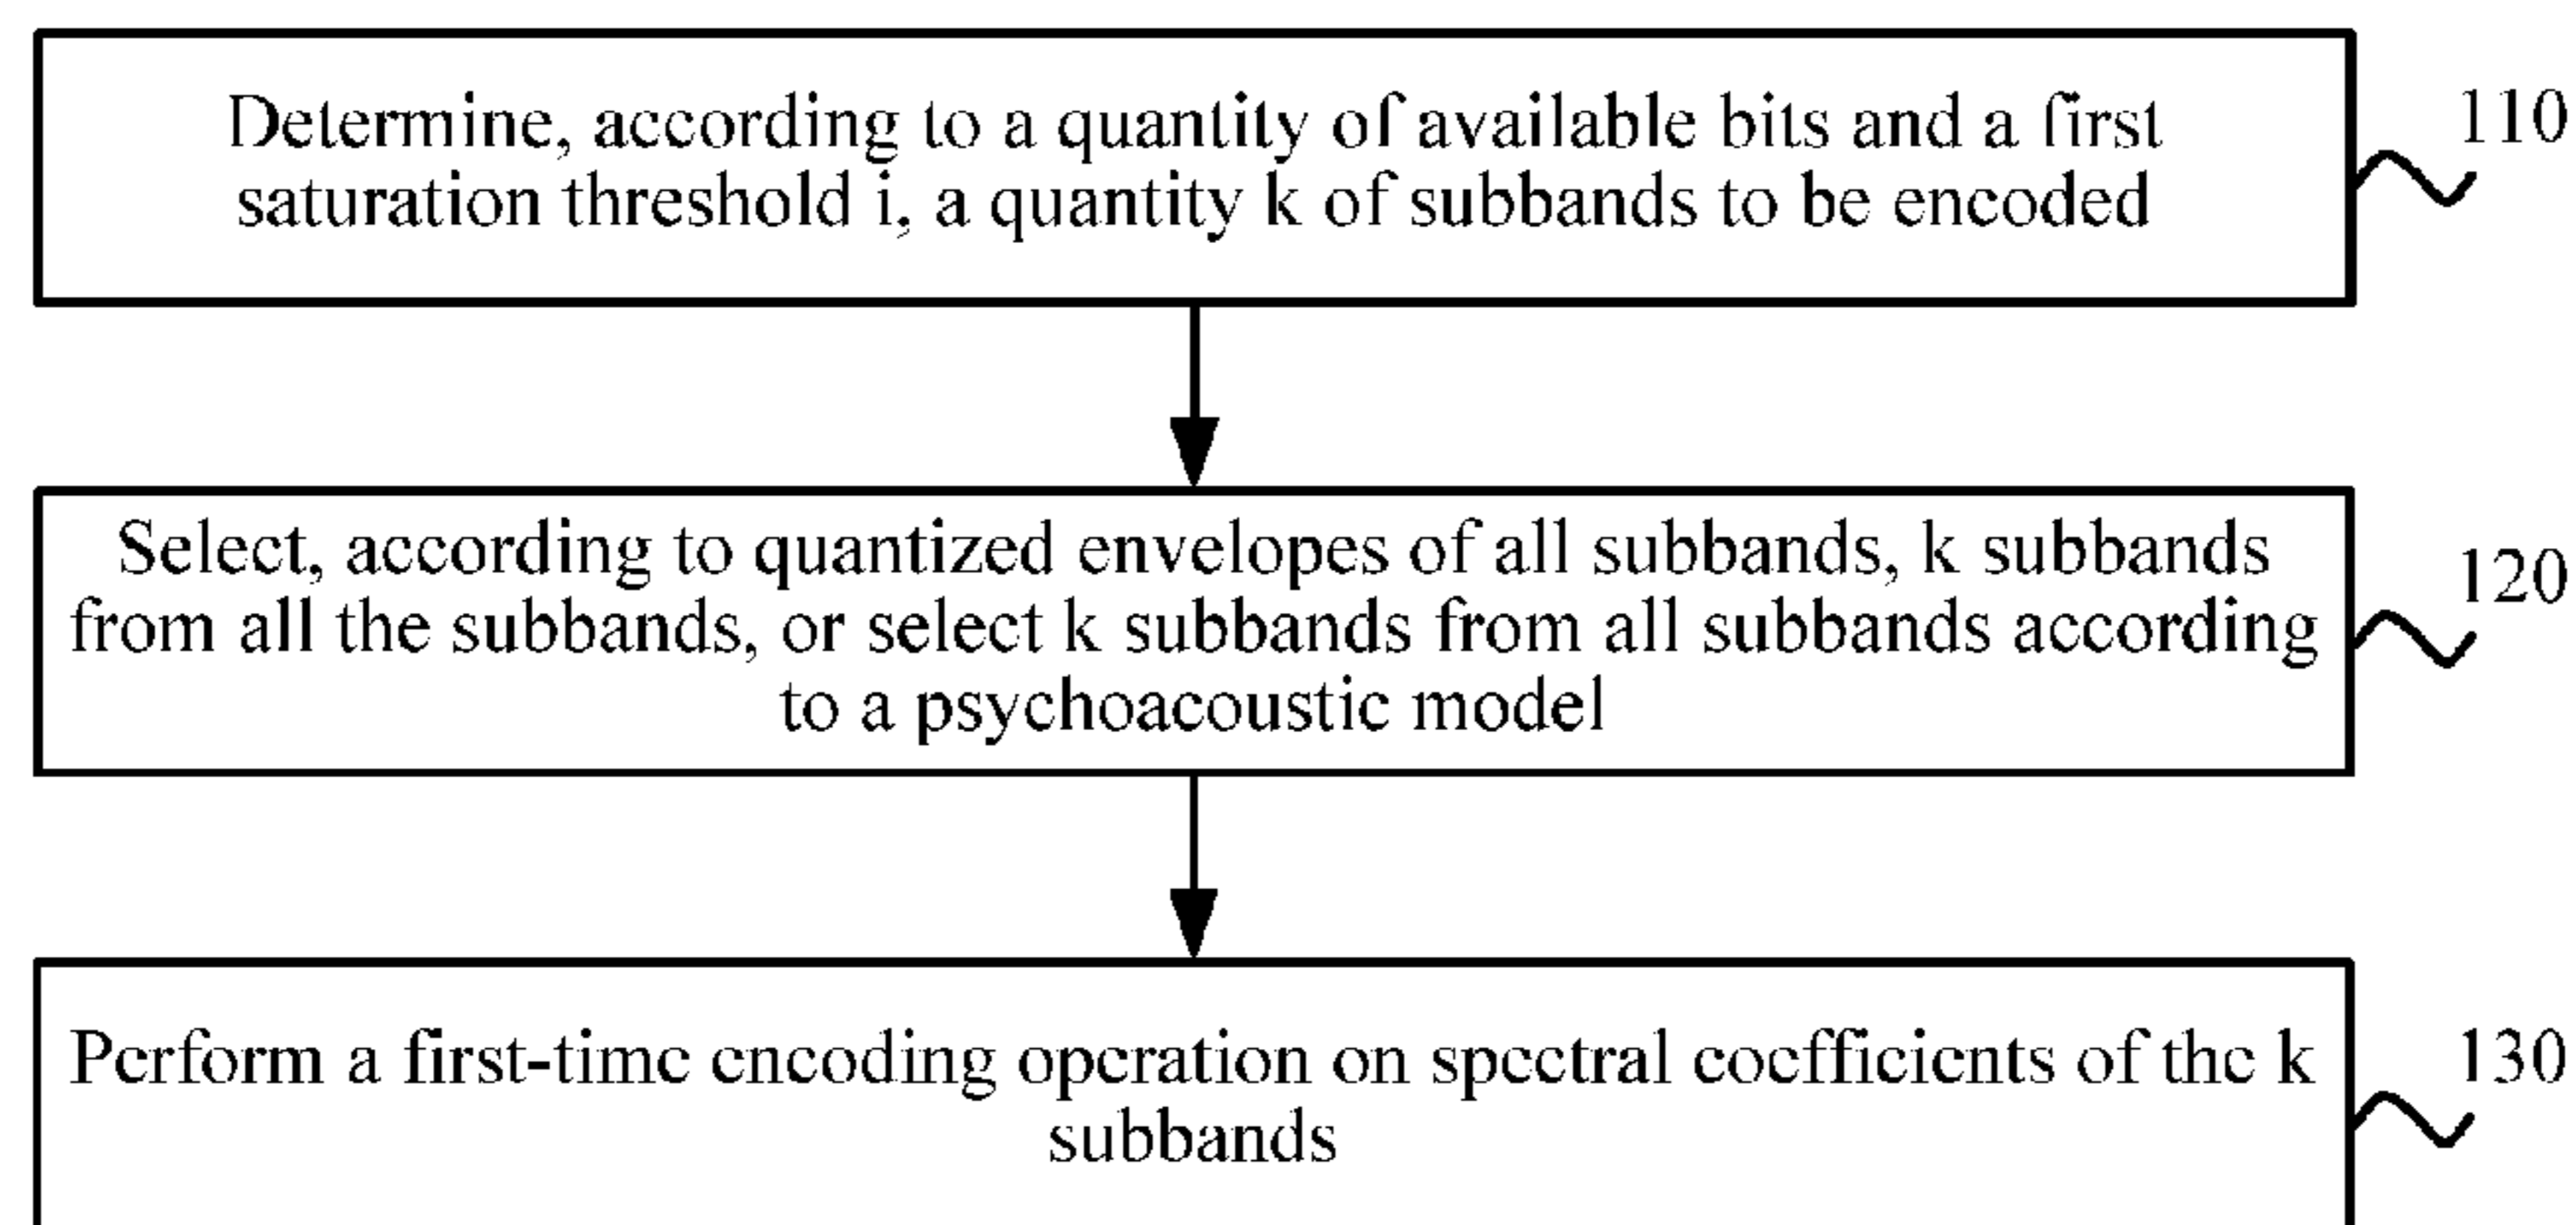 Determine, according to a quantity of available bits and a first
saturation threshold i, a quantity k of subbands to be encoded
110
Select, according to quantized envelopes of all subbands, k subbands
from all the subbands, or select k subbands from all subbands according
to a psychoacoustic model
120
Perform a first-time encoding operation on spectral coefficients of the k
subbands
130